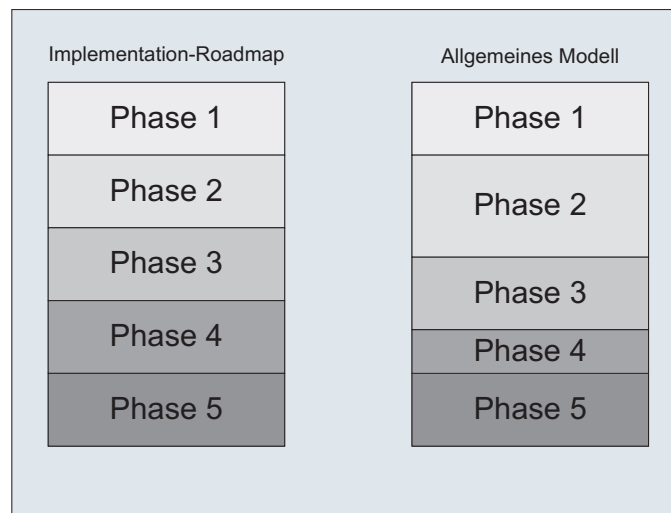 Implementation-Roadmap
Phase 1
Phase 2
Phase 3
Phase 4
Phase 5
Allgemeines Modell
Phase 1
Phase 2
Phase 3
Phase 4
Phase 5